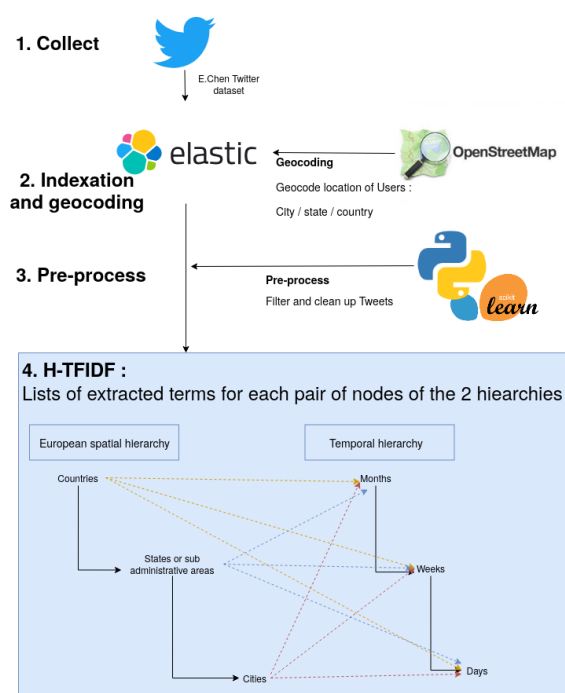 1. Collect
E.Chen Twitter
dataset
elastic
OpenStreetMap
Geocoding
Geocode location of Users :
City / state / country
2. Indexation
and geocoding
3. Pre-process
Pre-process
Filter and clean up Tweets
scikit
learn
4. H-TFIDF :
Lists of extracted terms for each pair of nodes of the 2 hiearchies
European spatial hierarchy
Temporal hierarchy
Countries
Months
States or sub
administrative areas
Weeks
Cities
Days